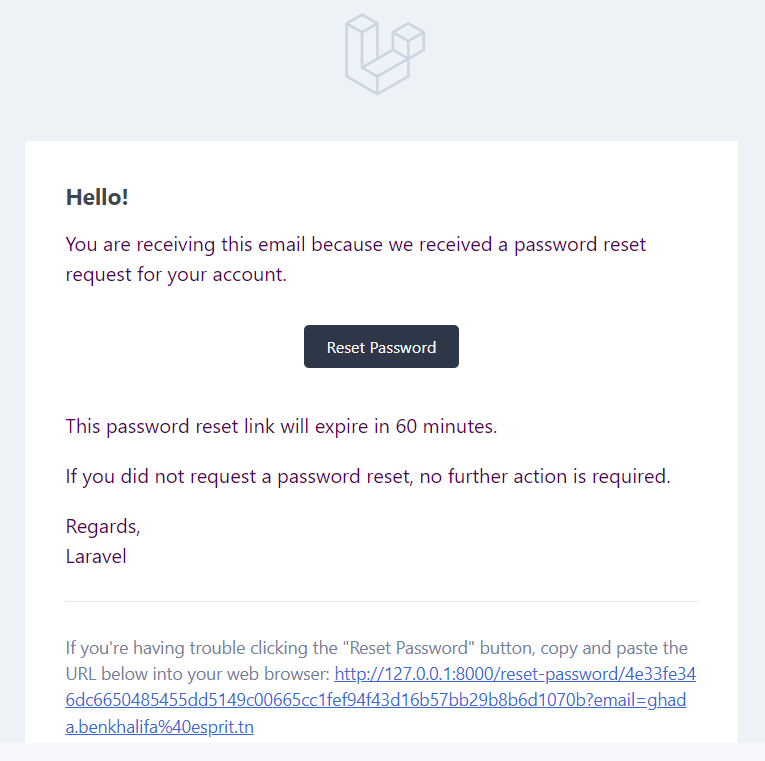 Hello!
You are receiving this email because we received a password reset
request for your account.
Reset Password
This password reset link will expire in 60 minutes.
If you did not request a password reset, no further action is required.
Regards,
Laravel
If you're having trouble clicking the "Reset Password" button, copy and paste the
URL below into your web browser: http://127.0.0.1:8000/reset-password/4e33fe34
6dc6650485455dd5149c00665cc1fef94f43d16b57bb29b8b6d1070b?email=ghad
a.benkhalifa%40esprit.tn